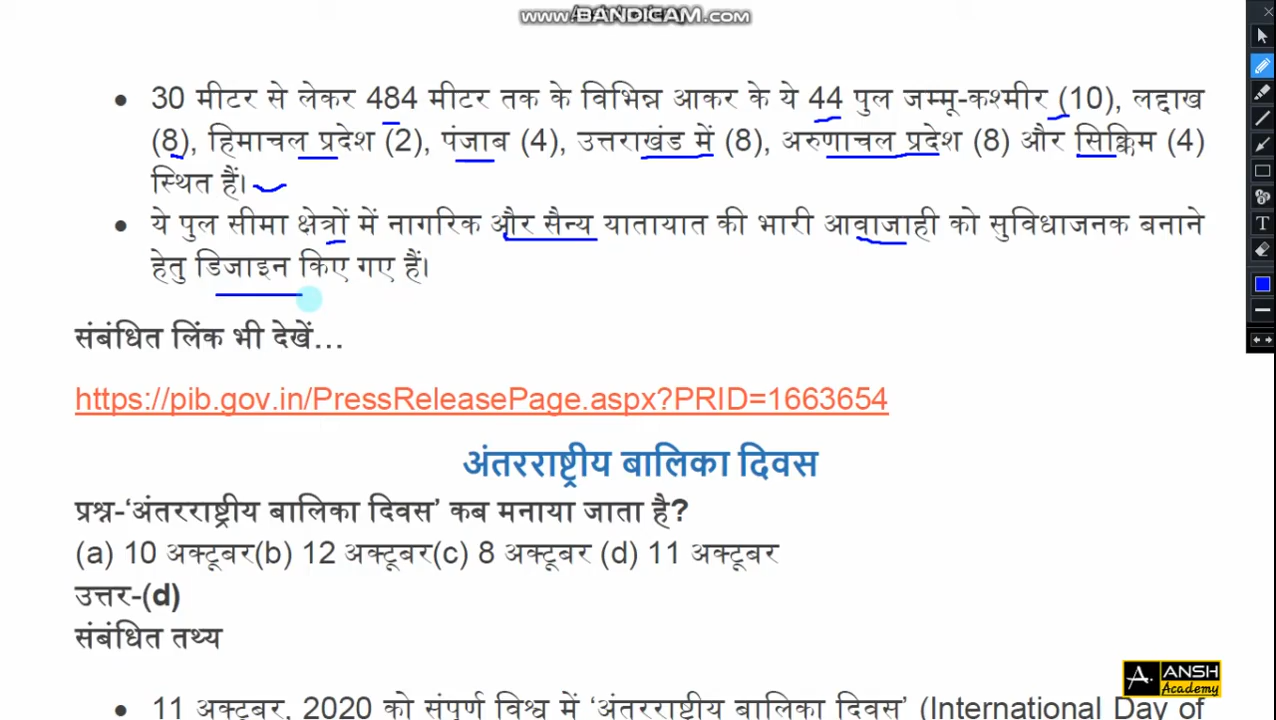 www.BANDICAM.com
30 मीटर से लेकर 484 मीटर तक के विभिन्न आकर के ये 44 पुल जम्मू-कश्मीर (10), लद्दाख
(8), हिमाचल प्रदेश (2), पंजाब (4), उत्तराखंड में (8), अरुणाचल प्रदेश (8) और सिक्किम (4)
स्थित हैं।
ये पुल सीमा क्षेत्रों में नागरिक और सैन्य यातायात की भारी आवाजाही को सुविधाजनक बनाने
हेतु डिजाइन किए गए हैं।
संबंधित लिंक भी देखें...
https://pib.gov.in/PressReleasePage.aspx?PRID=1663654
अंतरराष्ट्रीय बालिका दिवस
प्रश्न-‘अंतरराष्ट्रीय बालिका दिवस’ कब मनाया जाता है?
(a) 10 अक्टूबर(b) 12 अक्टूबर(c) 8 अक्टूबर (d) 11 अक्टूबर
उत्तर-(d)
संबंधित तथ्य
A. ANSH
Academy
11 अक्टूबर, 2020 को संपूर्ण विश्व में ‘अंतरराष्ट्रीय बालिका दिवस’ (International Day of